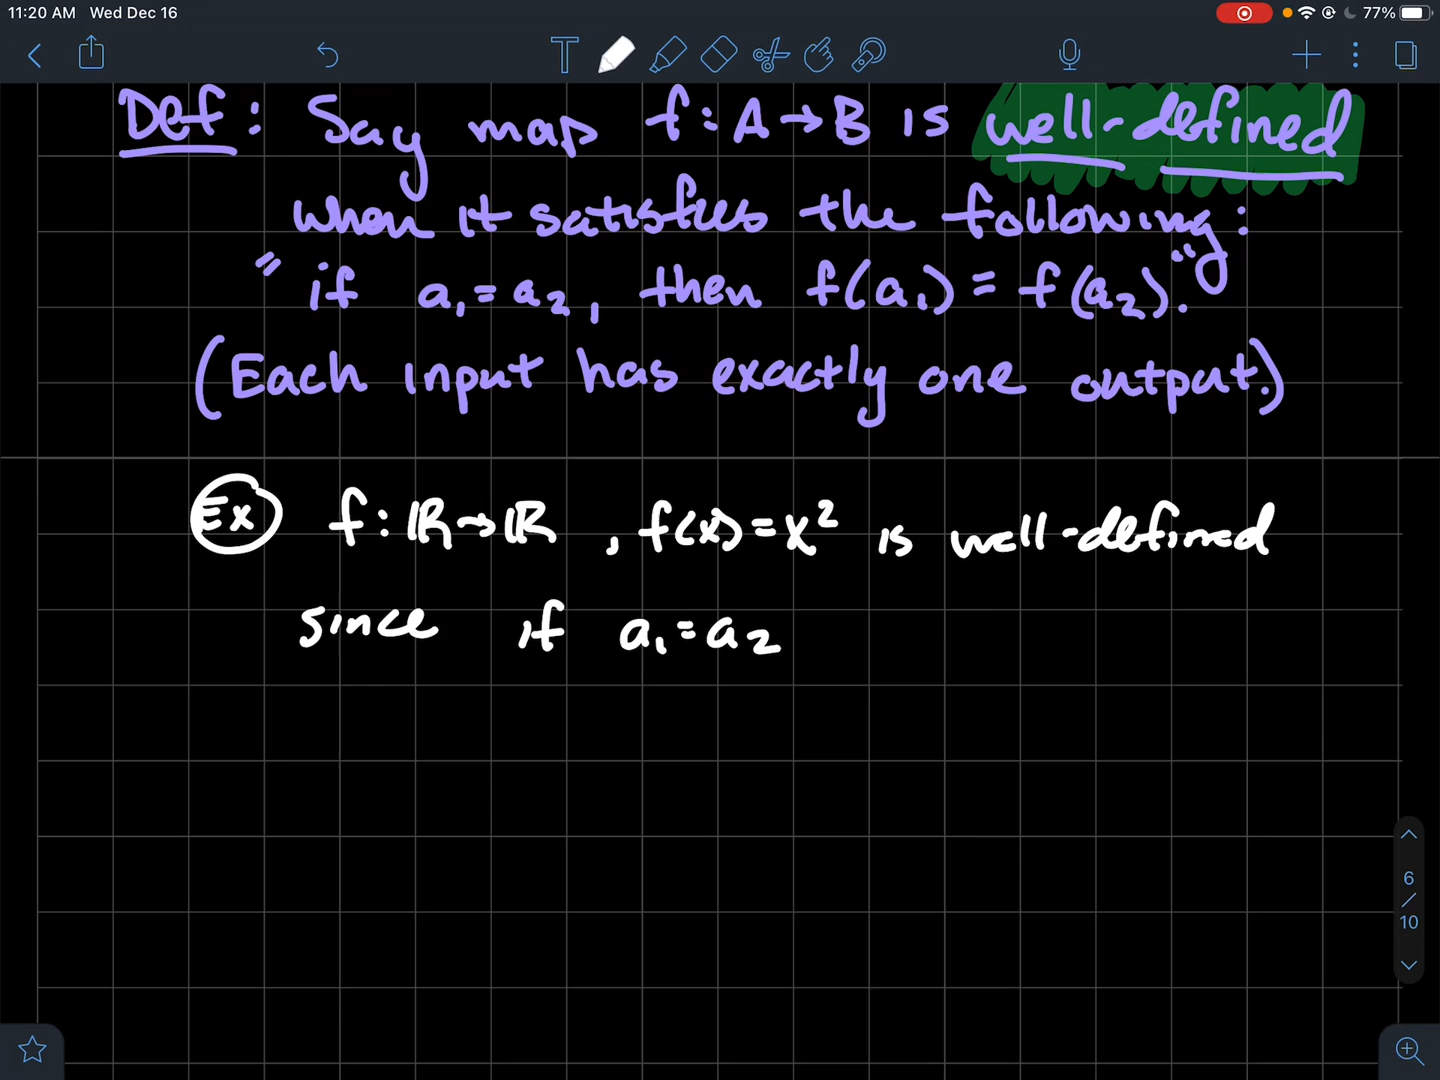 11:20 AM Wed Dec 16 77%
Def: Say map f: A→B is well-defined
when it satisfies the following:
"if a₁=a₂, then f(a₁) = f(a₂)."
(Each input has exactly one output.)
Ex f: ℝ→ℝ, f(x)=x² is well-defined
since if a₁=a₂
6
/
10